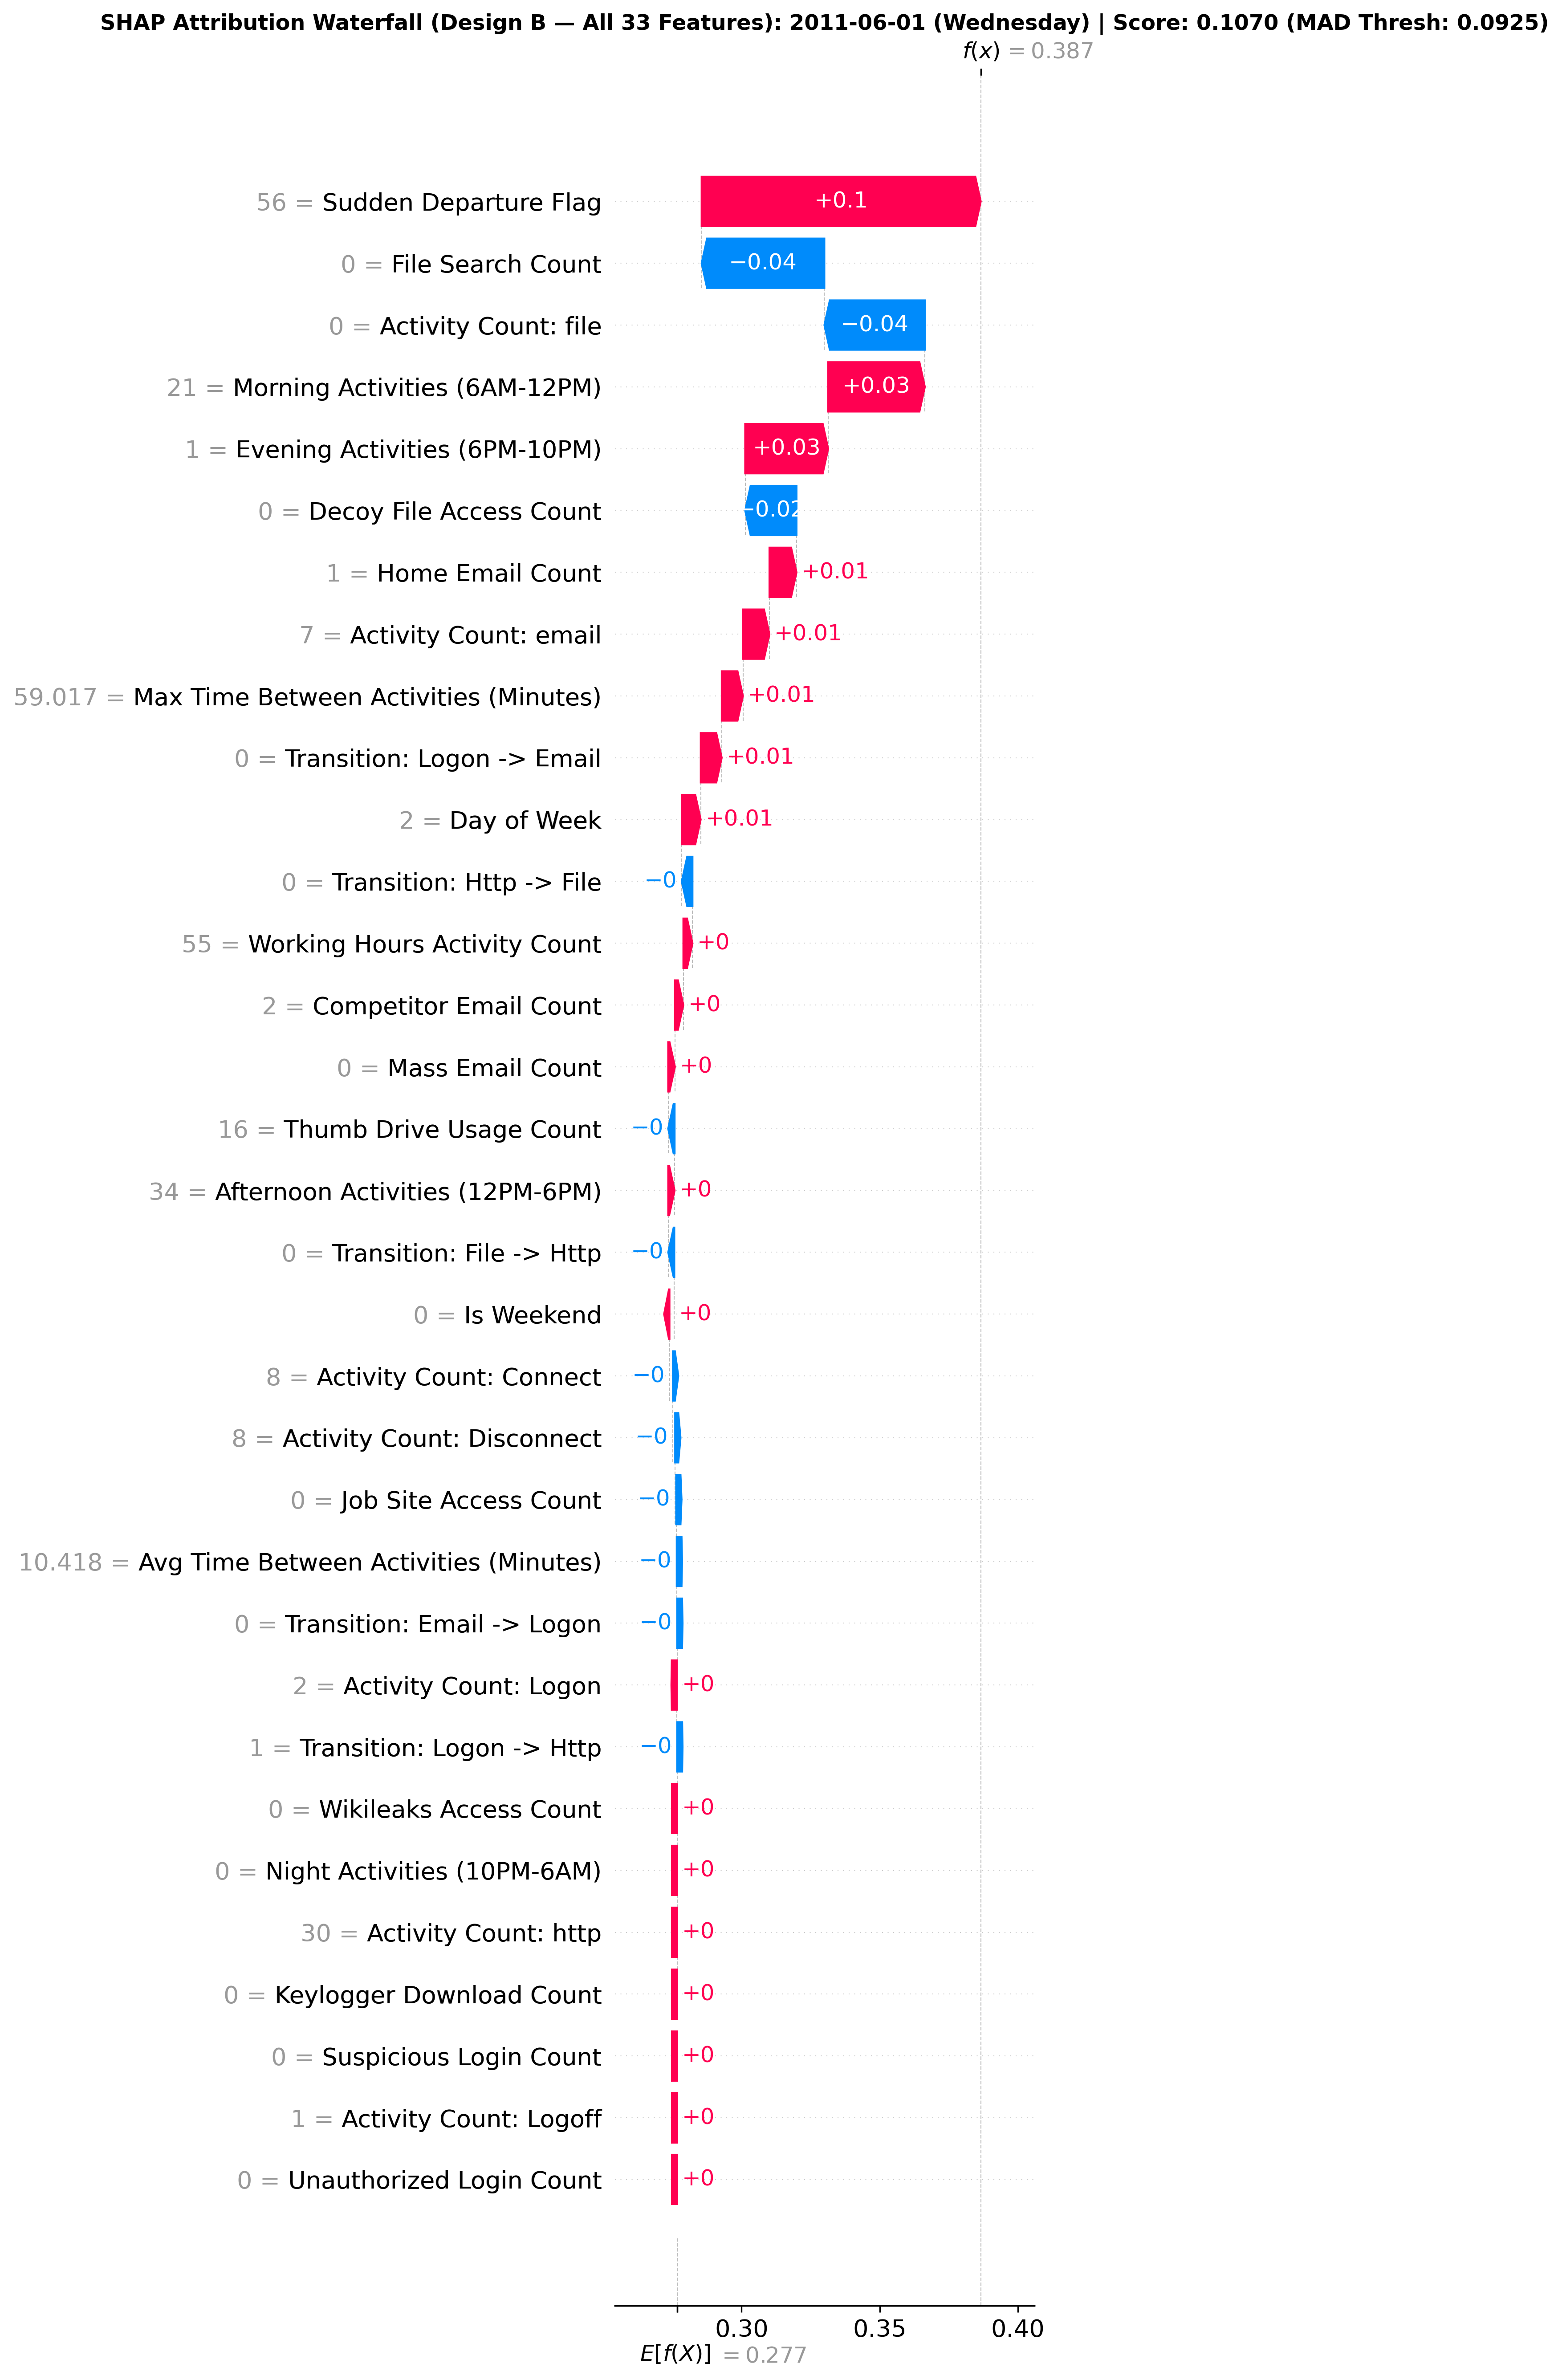 SHAP Attribution Waterfall (Design B — All 33 Features): 2011-06-01 (Wednesday) | Score: 0.1070 (MAD Thresh: 0.0925)
f(x) = 0.387
56 = Sudden Departure Flag +0.1
0 = File Search Count −0.04
0 = Activity Count: file −0.04
21 = Morning Activities (6AM-12PM) +0.03
1 = Evening Activities (6PM-10PM) +0.03
0 = Decoy File Access Count −0.02
1 = Home Email Count +0.01
7 = Activity Count: email +0.01
59.017 = Max Time Between Activities (Minutes) +0.01
0 = Transition: Logon -> Email +0.01
2 = Day of Week +0.01
0 = Transition: Http -> File −0
55 = Working Hours Activity Count +0
2 = Competitor Email Count +0
0 = Mass Email Count +0
16 = Thumb Drive Usage Count −0
34 = Afternoon Activities (12PM-6PM) +0
0 = Transition: File -> Http −0
0 = Is Weekend +0
8 = Activity Count: Connect −0
8 = Activity Count: Disconnect −0
0 = Job Site Access Count −0
10.418 = Avg Time Between Activities (Minutes) −0
0 = Transition: Email -> Logon −0
2 = Activity Count: Logon +0
1 = Transition: Logon -> Http −0
0 = Wikileaks Access Count +0
0 = Night Activities (10PM-6AM) +0
30 = Activity Count: http +0
0 = Keylogger Download Count +0
0 = Suspicious Login Count +0
1 = Activity Count: Logoff +0
0 = Unauthorized Login Count +0
0.30 0.35 0.40
E[f(X)] = 0.277